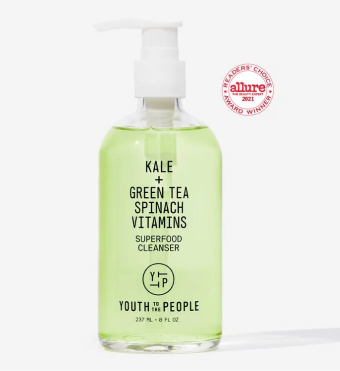 READERS' CHOICE
allure
THE BEAUTY EXPERT
2021
AWARD WINNER
KALE
+
GREEN TEA
SPINACH
VITAMINS
SUPERFOOD
CLEANSER
Y T T P
YOUTH TO THE PEOPLE
237 ML • 8 FL OZ